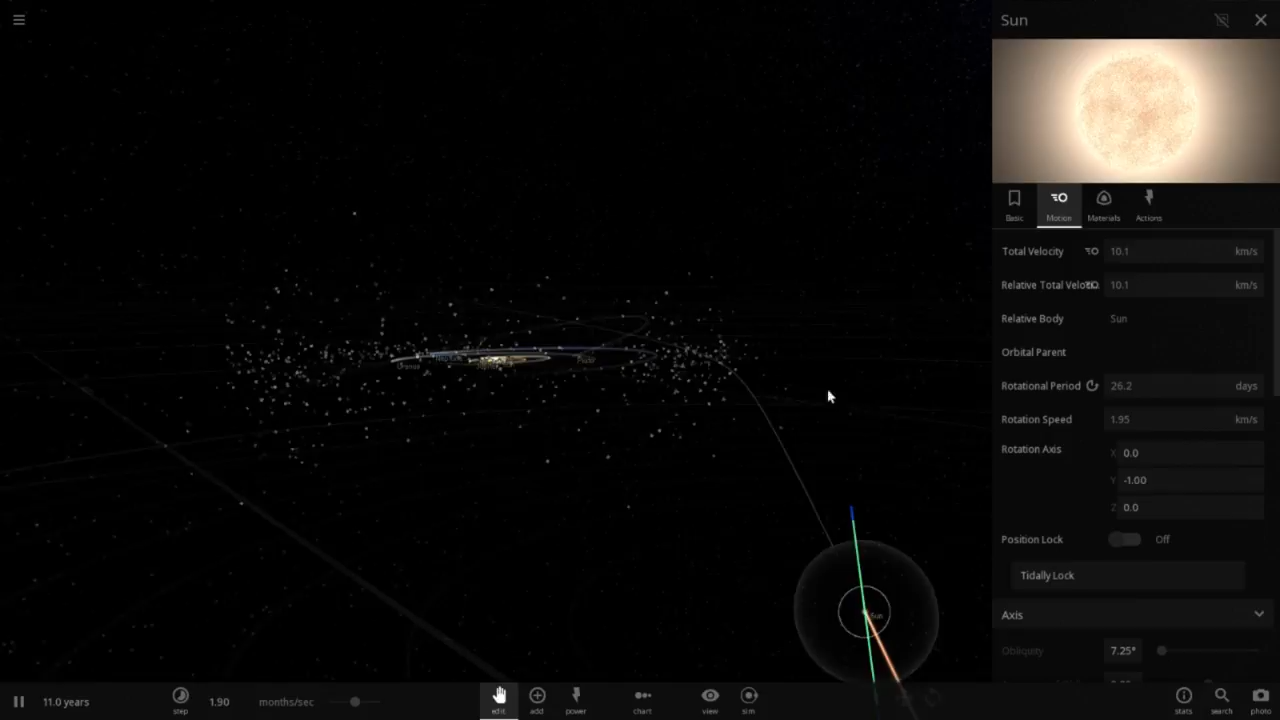 Sun
Basic
Motion
Materials
Actions
Total Velocity 10.1 km/s
Relative Total Veloc 10.1 km/s
Relative Body Sun
Orbital Parent
Rotational Period 26.2 days
Rotation Speed 1.95 km/s
Rotation Axis X 0.0
Y -1.00
Z 0.0
Position Lock Off
Tidally Lock
Axis
Obliquity 7.25°
Uranus
Sun
11.0 years
step
1.90 months/sec
edit
add
power
chart
view
sim
stats
search
photo